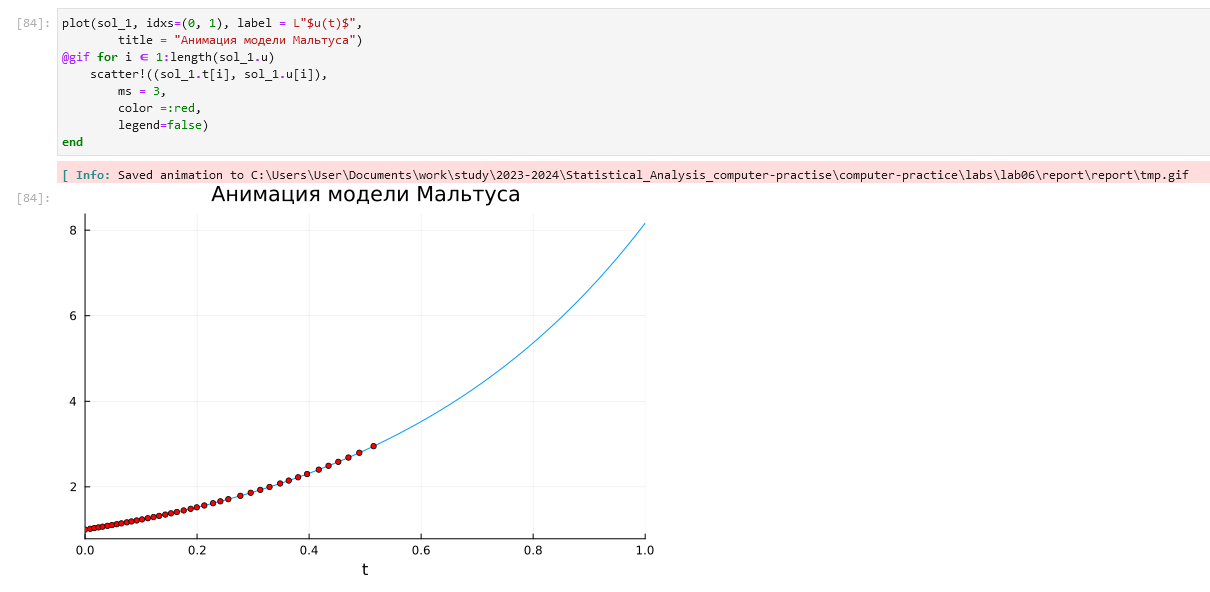 [84]:
plot(sol_1, idxs=(0, 1), label = L"$u(t)$",
title = "Анимация модели Мальтуса")
@gif for i ∈ 1:length(sol_1.u)
scatter!((sol_1.t[i], sol_1.u[i]),
ms = 3,
color =:red,
legend=false)
end
[ Info: Saved animation to C:\Users\User\Documents\work\study\2023-2024\Statistical_Analysis_computer-practise\computer-practice\labs\lab06\report\report\tmp.gif
[84]:
Анимация модели Мальтуса
8
6
4
2
0.0 0.2 0.4 0.6 0.8 1.0
t